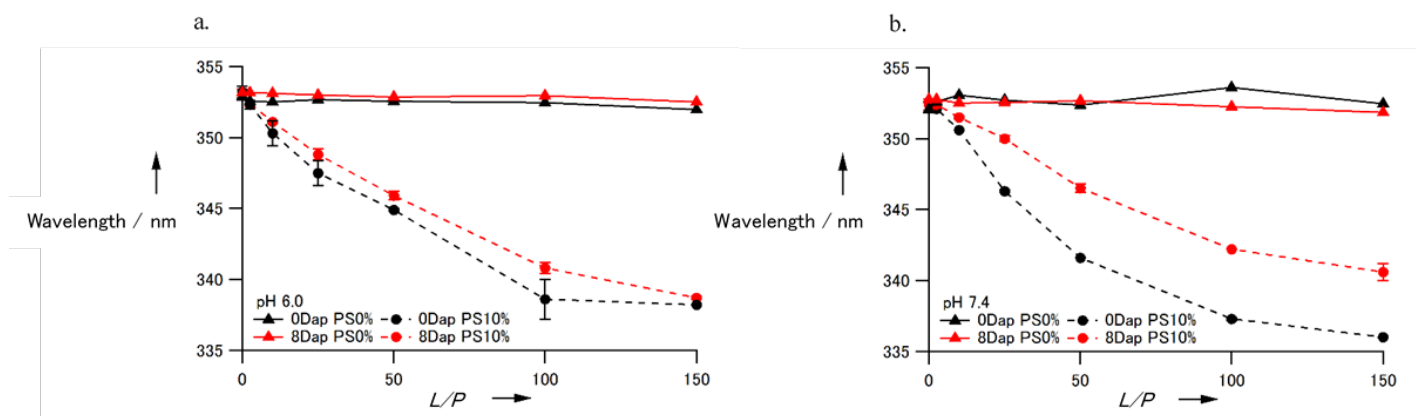 a.
355
350
345
340
335
Wavelength / nm
pH 6.0
0Dap PS0% 0Dap PS10%
8Dap PS0% 8Dap PS10%
0 50 100 150
L/P
b.
355
350
345
340
335
Wavelength / nm
pH 7.4
0Dap PS0% 0Dap PS10%
8Dap PS0% 8Dap PS10%
0 50 100 150
L/P